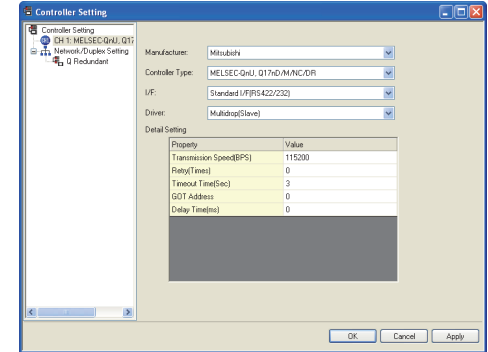 Controller Setting
Controller Setting
CH 1: MELSEC-QnU, Q17
Network/Duplex Setting
Q Redundant
Manufacturer: Mitsubishi
Controller Type: MELSEC-QnU, Q17nD/M/NC/DR
I/F: Standard I/F(RS422/232)
Driver: Multidrop(Slave)
Detail Setting
Property Value
Transmission Speed(BPS) 115200
Retry(Times) 0
Timeout Time(Sec) 3
GOT Address 0
Delay Time(ms) 0
OK Cancel Apply